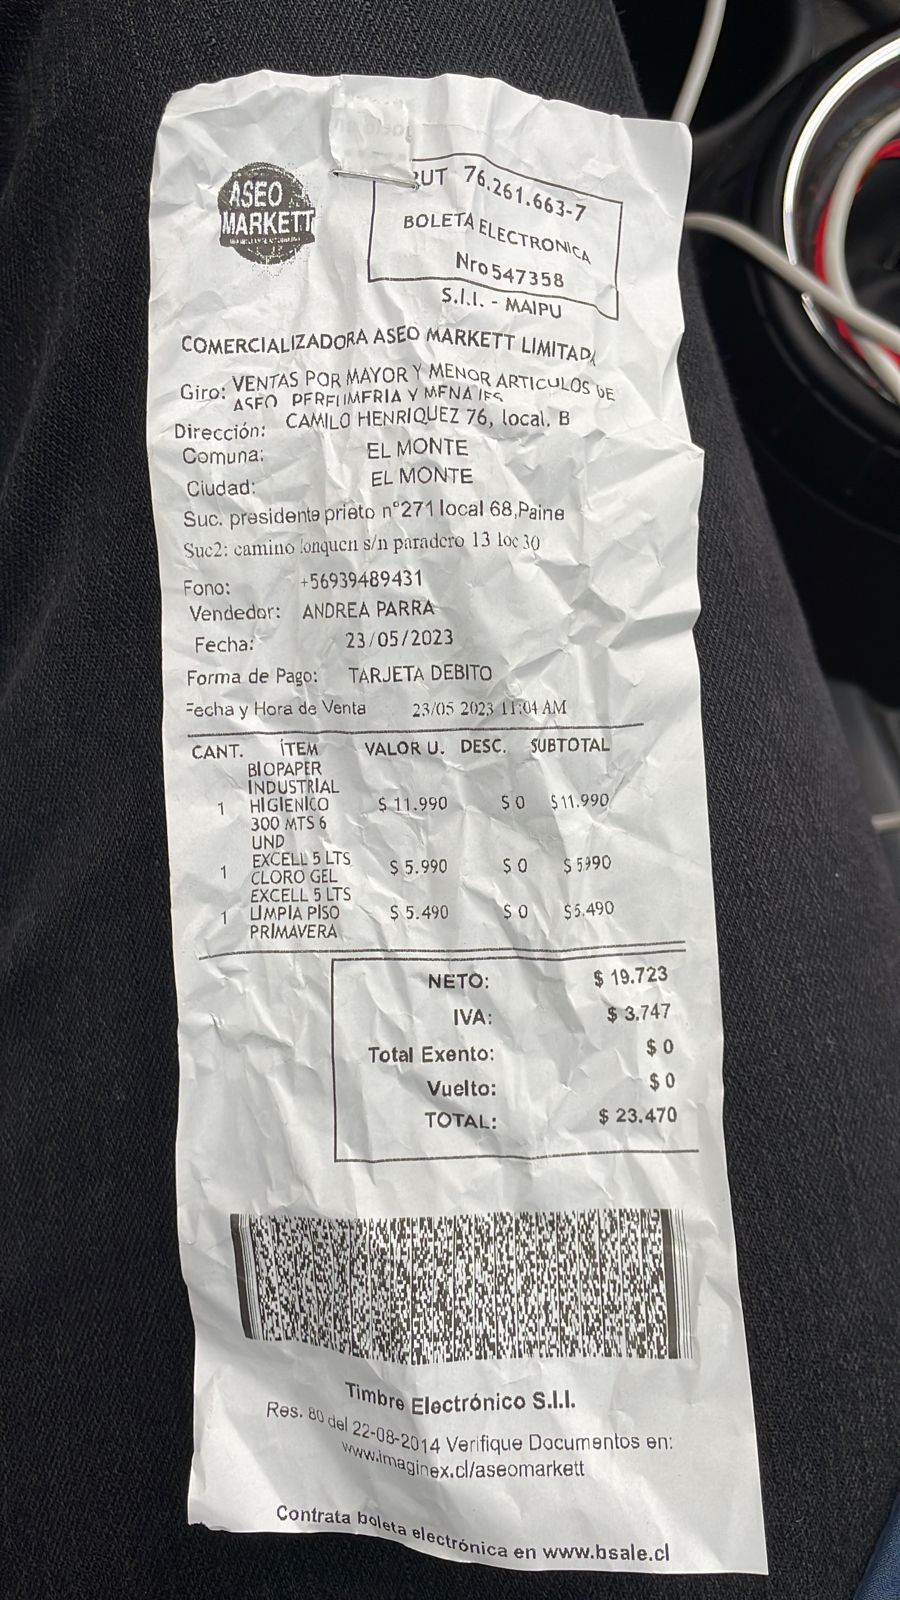 ASEO
MARKETT
RUT 76.261.663-7
BOLETA ELECTRONICA
Nro547358
S.I.I. - MAIPU
COMERCIALIZADORA ASEO MARKETT LIMITADA
Giro: VENTAS POR MAYOR Y MENOR ARTICULOS DE
ASEO PERFUMERIA Y MENAJES
Dirección: CAMILO HENRIQUEZ 76, local. B
Comuna: EL MONTE
Ciudad: EL MONTE
Suc. presidente prieto n°271 local 68,Paine
Suc2: camino lonquen s/n paradero 13 loc 30
Fono: +56939489431
Vendedor: ANDREA PARRA
Fecha: 23/05/2023
Forma de Pago: TARJETA DEBITO
Fecha y Hora de Venta 23/05 2023 11:04 AM
CANT. ÍTEM VALOR U. DESC. SUBTOTAL
BIOPAPER
INDUSTRIAL
1 HIGIENICO $ 11.990 $ 0 $ 11.990
300 MTS 6
UND
EXCELL 5 LTS
1 CLORO GEL $ 5.990 $ 0 $ 5.990
EXCELL 5 LTS
1 LIMPIA PISO $ 5.490 $ 0 $5.490
PRIMAVERA
NETO: $ 19.723
IVA: $ 3.747
Total Exento: $ 0
Vuelto: $ 0
TOTAL: $ 23.470
Timbre Electrónico S.I.I.
Res. 80 del 22-08-2014 Verifique Documentos en:
www.imaginex.cl/aseomarkett
Contrata boleta electrónica en www.bsale.cl